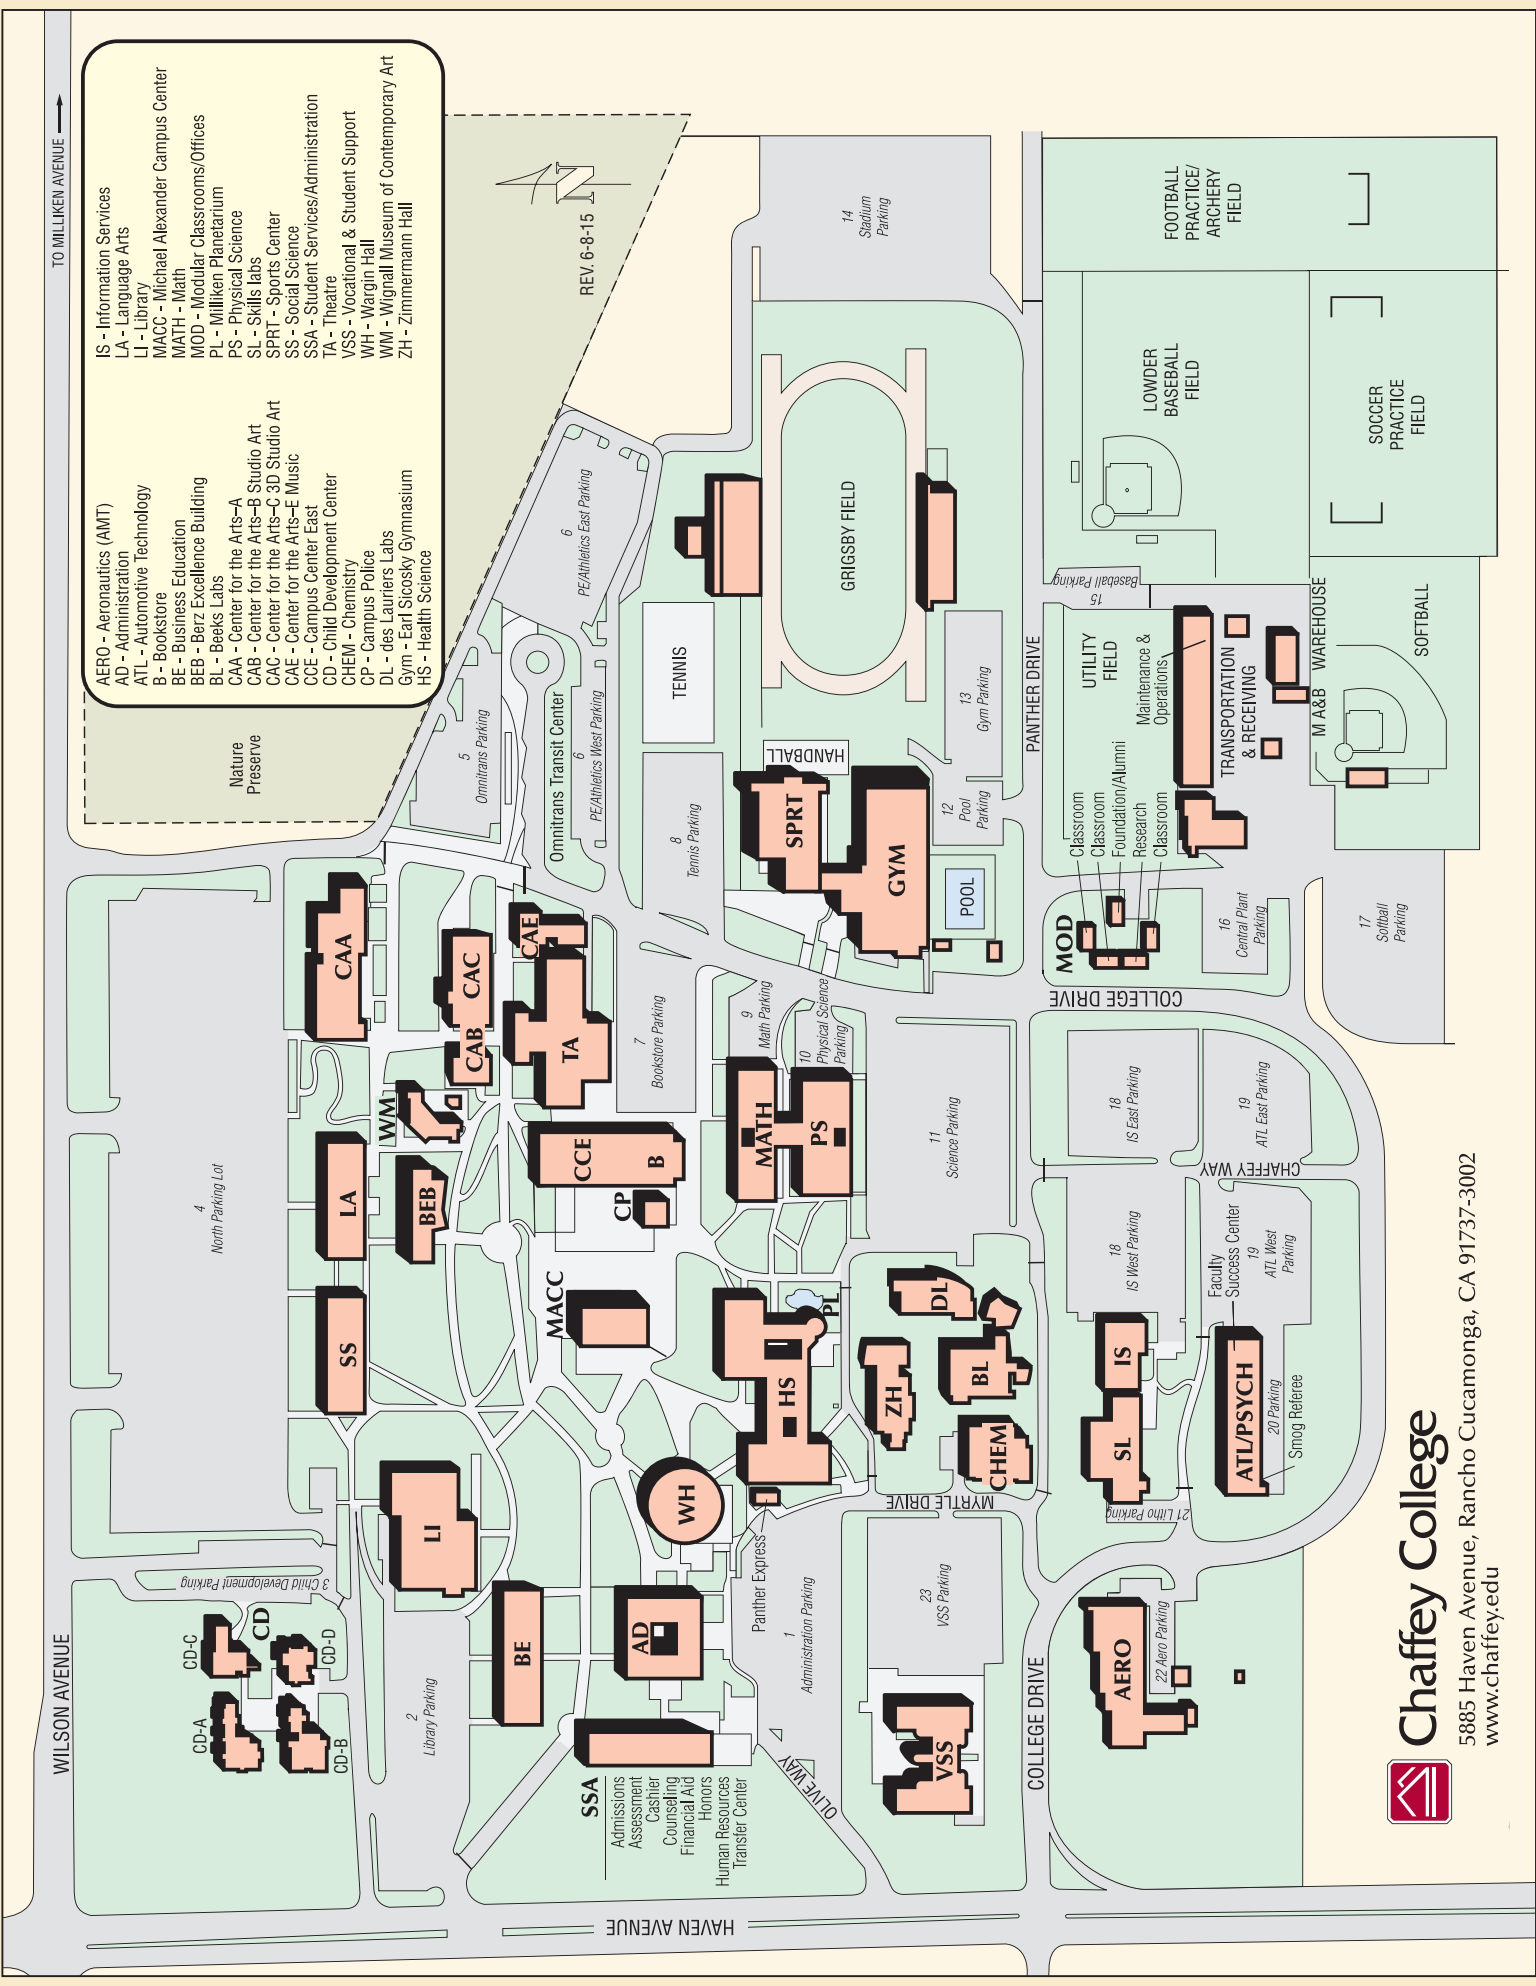 TO MILLIKEN AVENUE
AERO - Aeronautics (AMT)
AD - Administration
ATL - Automotive Technology
B - Bookstore
BE - Business Education
BEB - Berz Excellence Building
BL - Beeks Labs
CAA - Center for the Arts–A
CAB - Center for the Arts–B Studio Art
CAC - Center for the Arts–C 3D Studio Art
CAE - Center for the Arts–E Music
CCE - Campus Center East
CD - Child Development Center
CHEM - Chemistry
CP - Campus Police
DL - des Lauriers Labs
Gym - Earl Sicosky Gymnasium
HS - Health Science
IS - Information Services
LA - Language Arts
LI - Library
MACC - Michael Alexander Campus Center
MATH - Math
MOD - Modular Classrooms/Offices
PL - Milliken Planetarium
PS - Physical Science
SL - Skills labs
SPRT - Sports Center
SS - Social Science
SSA - Student Services/Administration
TA - Theatre
VSS - Vocational & Student Support
WH - Wargin Hall
WM - Wignall Museum of Contemporary Art
ZH - Zimmermann Hall
N
REV. 6-8-15
WILSON AVENUE
Nature
Preserve
4
North Parking Lot
3 Child Development Parking
CD-C
CD
CD-D
CD-A
CD-B
2
Library Parking
LI
SS
LA
CAA
BEB
WM
CAB
CAC
CAE
TA
5
Omnitrans Parking
Omnitrans Transit Center
6
PE/Athletics West Parking
6
PE/Athletics East Parking
BE
AD
WH
MACC
CCE
B
CP
7
Bookstore Parking
8
Tennis Parking
TENNIS
HANDBALL
SSA
Admissions
Assessment
Cashier
Counseling
Financial Aid
Honors
Human Resources
Transfer Center
HAVEN AVENUE
OLIVE WAY
Panther Express
1
Administration Parking
HS
PL
MATH
PS
9
Math Parking
10
Physical Science
Parking
SPRT
GYM
POOL
12
Pool
Parking
13
Gym Parking
GRIGSBY FIELD
14
Stadium
Parking
VSS
23
VSS Parking
MYRTLE DRIVE
ZH
DL
BL
CHEM
11
Science Parking
COLLEGE DRIVE
COLLEGE DRIVE
PANTHER DRIVE
AERO
22 Aero Parking
21 Litho Parking
SL
IS
ATL/PSYCH
20 Parking
Smog Referee
Faculty
Success Center
18
IS West Parking
19
ATL West
Parking
CHAFFEY WAY
18
IS East Parking
19
ATL East Parking
MOD
Classroom
Classroom
Foundation/Alumni
Research
Classroom
16
Central Plant
Parking
17
Softball
Parking
15
Baseball Parking
UTILITY
FIELD
Maintenance &
Operations
TRANSPORTATION
& RECEIVING
M A&B
WAREHOUSE
SOFTBALL
LOWDER
BASEBALL
FIELD
SOCCER
PRACTICE
FIELD
FOOTBALL
PRACTICE/
ARCHERY
FIELD
Chaffey College
5885 Haven Avenue, Rancho Cucamonga, CA 91737-3002
www.chaffey.edu